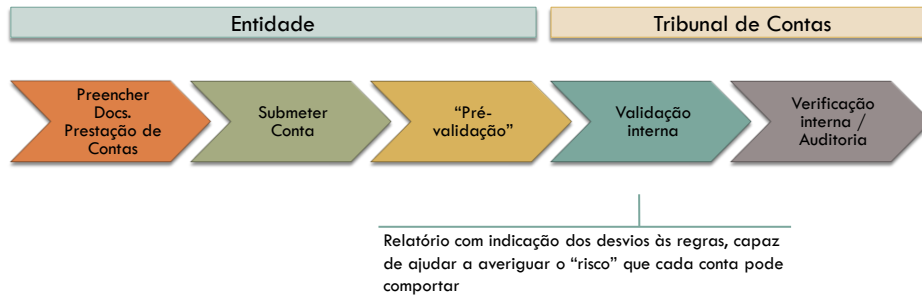 Entidade
Tribunal de Contas
Preencher
Docs.
Prestação de
Contas
Submeter
Conta
“Pré-
validação”
Validação
interna
Verificação
interna /
Auditoria
Relatório com indicação dos desvios às regras, capaz
de ajudar a averiguar o “risco” que cada conta pode
comportar